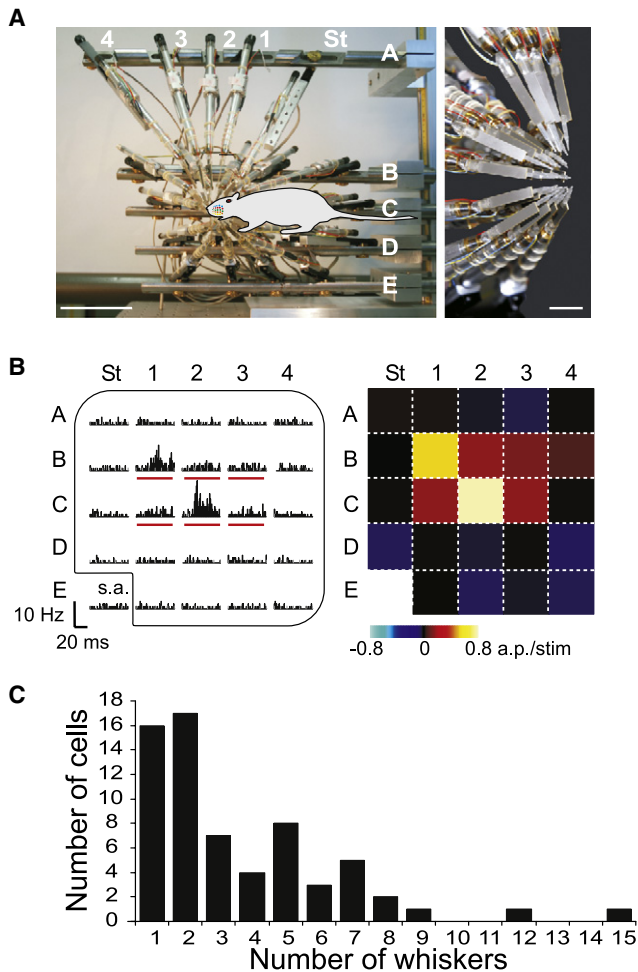 A
4 3 2 1 St
A
B
C
D
E
B
St 1 2 3 4
A
B
C
D
E
s.a.
10 Hz
20 ms
St 1 2 3 4
A
B
C
D
E
-0.8 0 0.8 a.p./stim
C
Number of cells
18
16
14
12
10
8
6
4
2
0
1 2 3 4 5 6 7 8 9 10 11 12 13 14 15
Number of whiskers